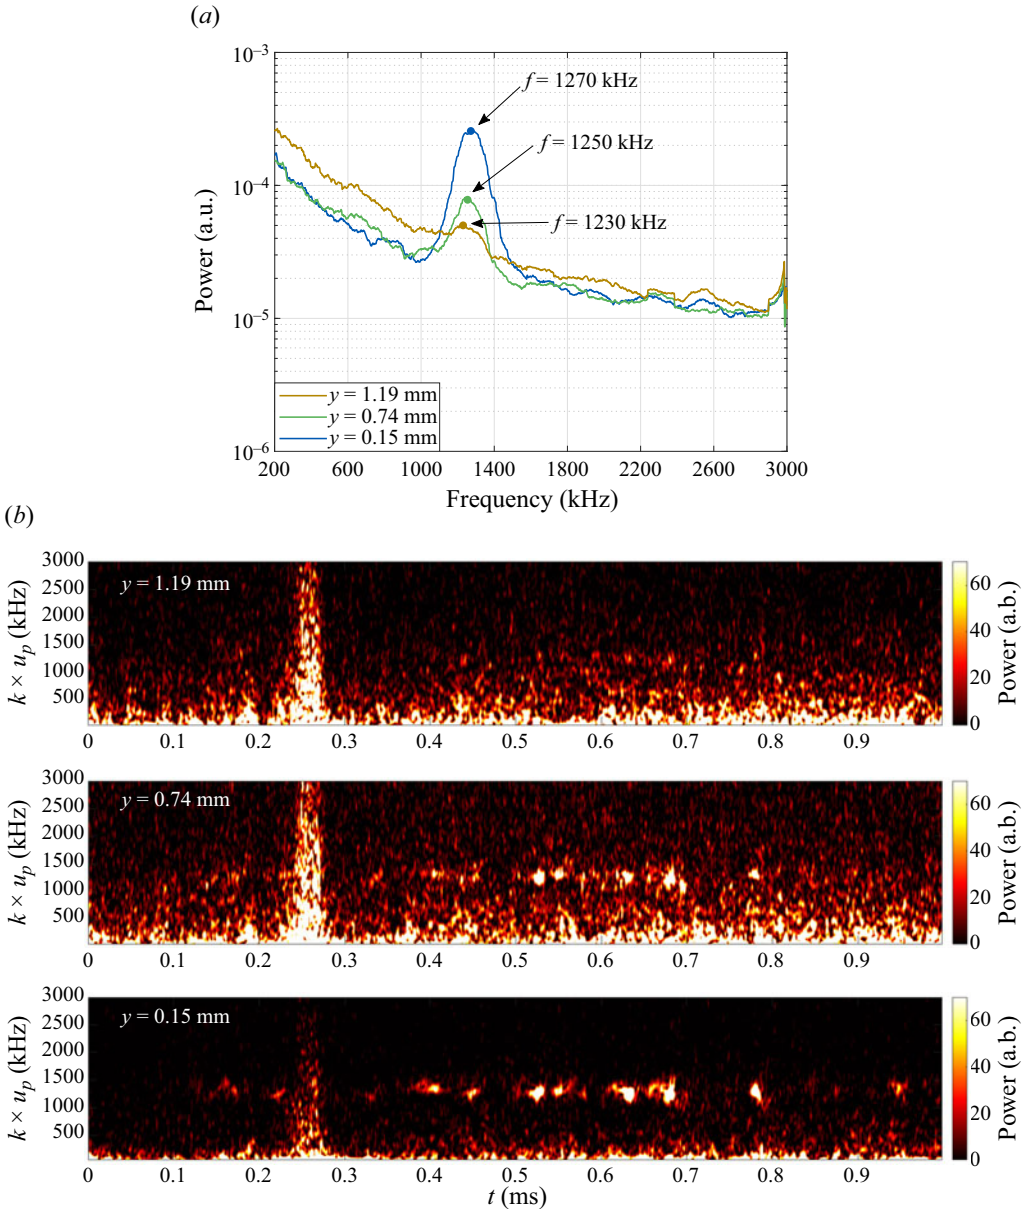 (a)
10–3
f = 1270 kHz
f = 1250 kHz
10–4
f = 1230 kHz
Power (a.u.)
10–5
y = 1.19 mm
y = 0.74 mm
y = 0.15 mm
10–6
200 600 1000 1400 1800 2200 2600 3000
Frequency (kHz)
(b)
3000
2500
2000
1500
1000
500
k × up (kHz)
y = 1.19 mm
60
40
20
0
Power (a.b.)
0 0.1 0.2 0.3 0.4 0.5 0.6 0.7 0.8 0.9
3000
2500
2000
1500
1000
500
k × up (kHz)
y = 0.74 mm
60
40
20
0
Power (a.b.)
0 0.1 0.2 0.3 0.4 0.5 0.6 0.7 0.8 0.9
3000
2500
2000
1500
1000
500
k × up (kHz)
y = 0.15 mm
60
40
20
0
Power (a.b.)
0 0.1 0.2 0.3 0.4 0.5 0.6 0.7 0.8 0.9
t (ms)